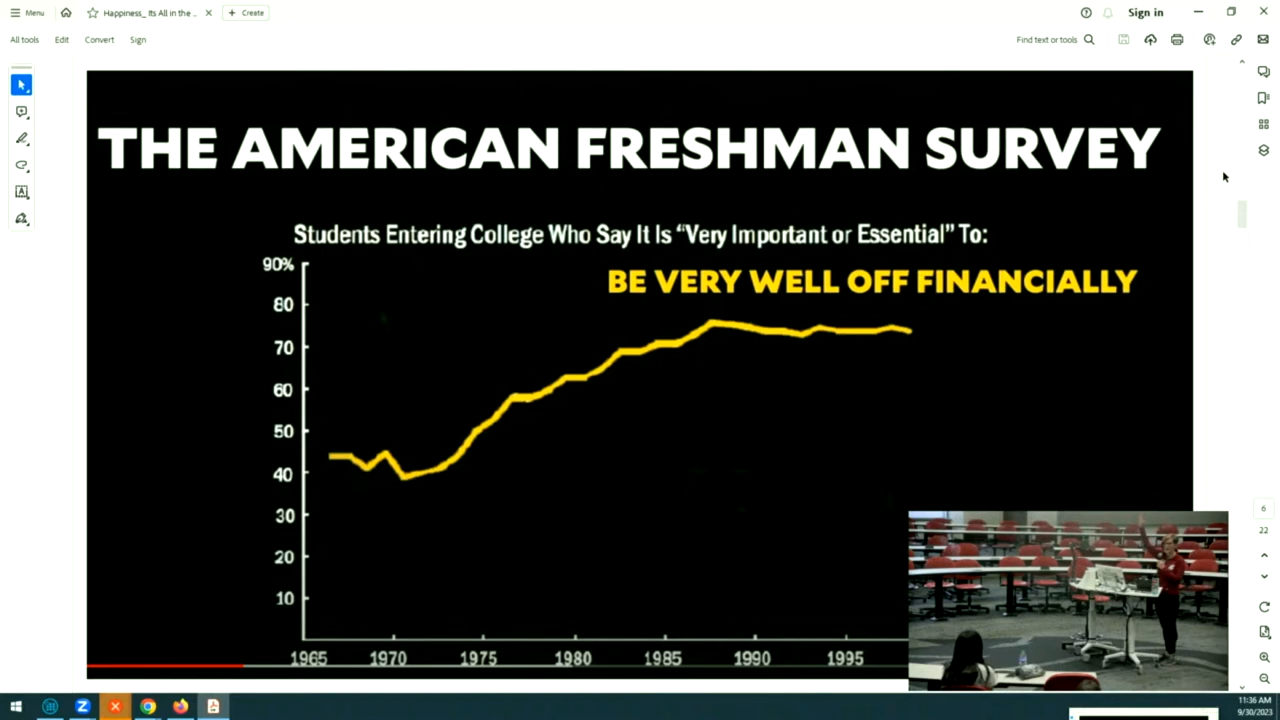 Menu
Happiness_ Its All in the ..
Create
Sign in
All tools
Edit
Convert
Sign
Find text or tools
THE AMERICAN FRESHMAN SURVEY
Students Entering College Who Say It Is “Very Important or Essential” To:
BE VERY WELL OFF FINANCIALLY
90%
80
70
60
50
40
30
20
10
1965 1970 1975 1980 1985 1990 1995
6
22
11:36 AM
9/30/2023